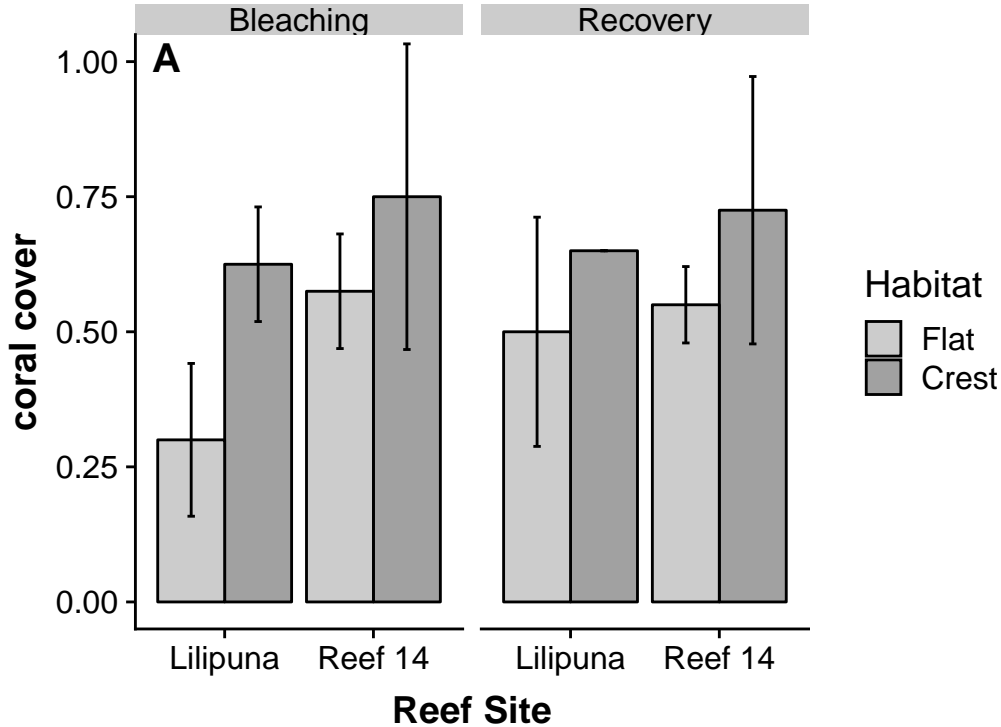 Bleaching
Recovery
A
1.00
0.75
0.50
0.25
0.00
coral cover
Lilipuna
Reef 14
Lilipuna
Reef 14
Reef Site
Habitat
Flat
Crest